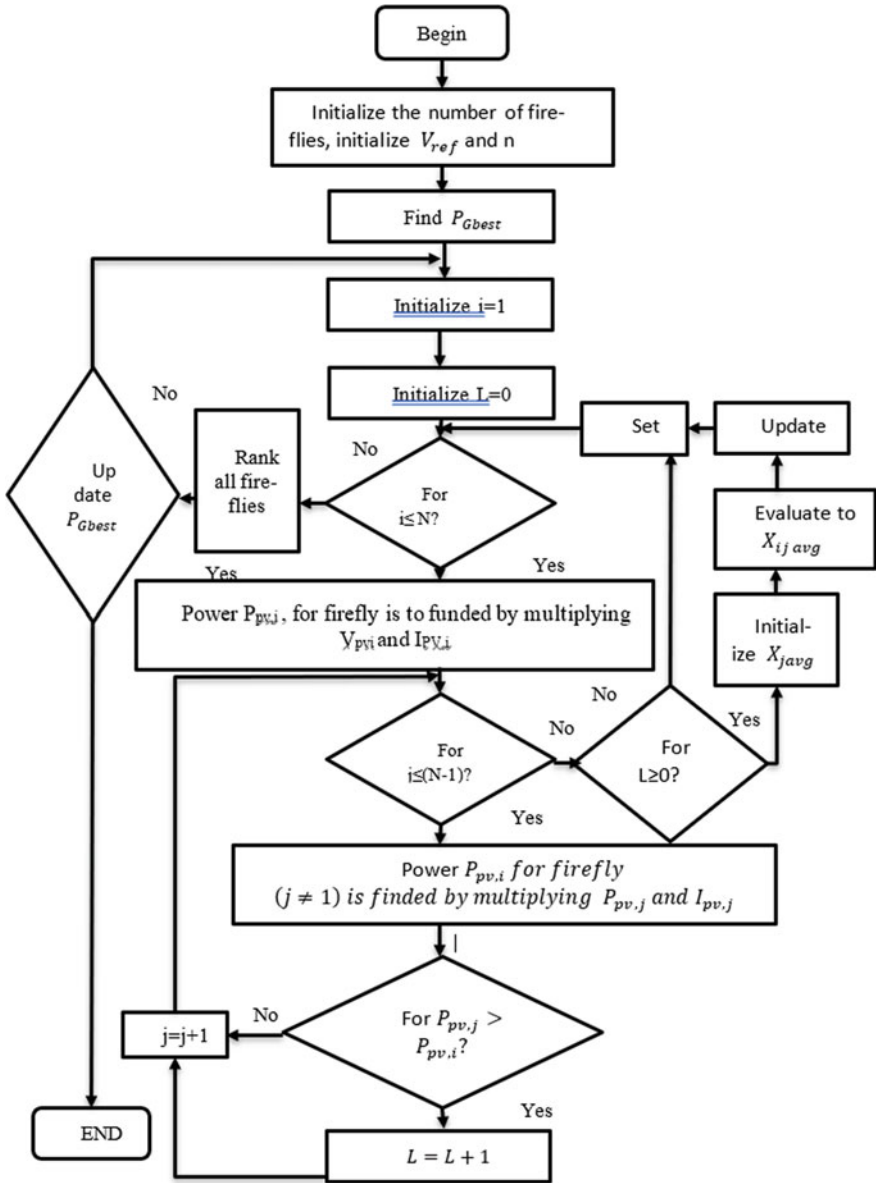 Begin
Initialize the number of fire-
flies, initialize V_ref and n
Find P_Gbest
Initialize i=1
Initialize L=0
No
Set
Update
Rank
all fire-
flies
No
For
i≤N?
Up
date
P_Gbest
Evaluate to
X_ij avg
Yes
Yes
Power P_pv,i, for firefly is to funded by multiplying
V_pvi and I_PV,i
Initial-
ize X_javg
No
No
Yes
For
j≤(N-1)?
For
L≥0?
Yes
Power P_pv,i for firefly
(j ≠ 1) is finded by multiplying P_pv,j and I_pv,j
|
For P_pv,j >
P_pv,i?
No
j=j+1
Yes
END
L = L + 1